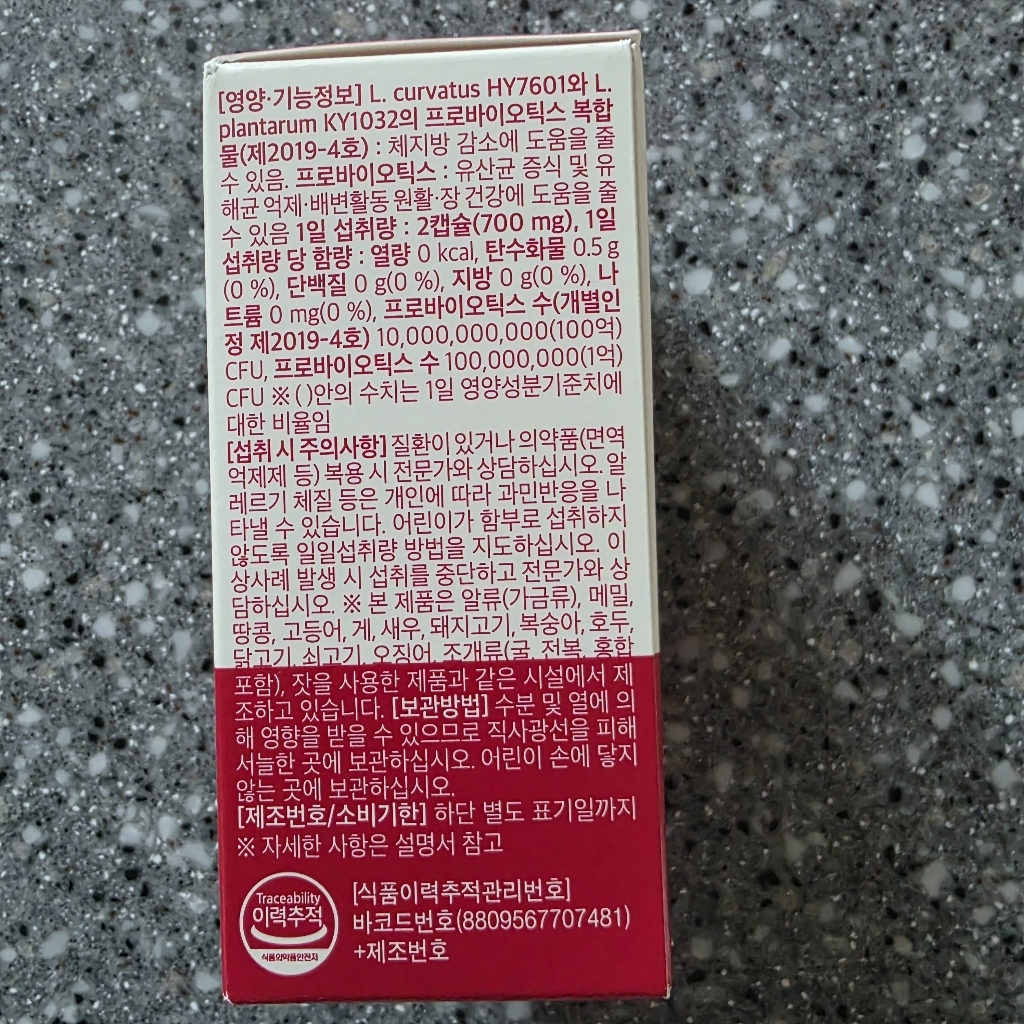 [영양·기능정보] L. curvatus HY7601와 L.
plantarum KY1032의 프로바이오틱스 복합
물(제2019-4호) : 체지방 감소에 도움을 줄
수 있음. 프로바이오틱스 : 유산균 증식 및 유
해균 억제·배변활동 원활·장 건강에 도움을 줄
수 있음 1일 섭취량 : 2캡슐(700 mg), 1일
섭취량 당 함량 : 열량 0 kcal, 탄수화물 0.5 g
(0 %), 단백질 0 g(0 %), 지방 0 g(0 %), 나
트륨 0 mg(0 %), 프로바이오틱스 수(개별인
정 제2019-4호) 10,000,000,000(100억)
CFU, 프로바이오틱스 수 100,000,000(1억)
CFU ※ ( )안의 수치는 1일 영양성분기준치에
대한 비율임
[섭취 시 주의사항] 질환이 있거나 의약품(면역
억제제 등) 복용 시 전문가와 상담하십시오. 알
레르기 체질 등은 개인에 따라 과민반응을 나
타낼 수 있습니다. 어린이가 함부로 섭취하지
않도록 일일섭취량 방법을 지도하십시오. 이
상사례 발생 시 섭취를 중단하고 전문가와 상
담하십시오. ※ 본 제품은 알류(가금류), 메밀,
땅콩, 고등어, 게, 새우, 돼지고기, 복숭아, 호두,
닭고기, 쇠고기, 오징어, 조개류(굴, 전복, 홍합
포함), 잣을 사용한 제품과 같은 시설에서 제
조하고 있습니다. [보관방법] 수분 및 열에 의
해 영향을 받을 수 있으므로 직사광선을 피해
서늘한 곳에 보관하십시오. 어린이 손에 닿지
않는 곳에 보관하십시오.
[제조번호/소비기한] 하단 별도 표기일까지
※ 자세한 사항은 설명서 참고
Traceability
이력추적
식품의약품안전처
[식품이력추적관리번호]
바코드번호(8809567707481)
+제조번호